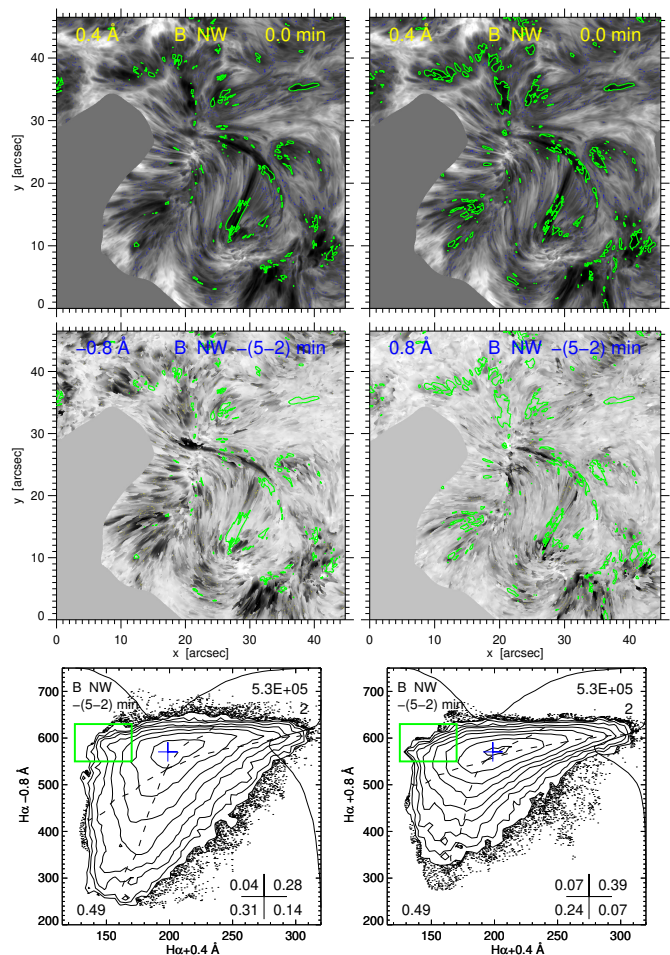 0.4 Å B NW 0.0 min
0.4 Å B NW 0.0 min
40
30
20
10
0
y [arcsec]
y [arcsec]
−0.8 Å B NW −(5−2) min
0.8 Å B NW −(5−2) min
40
30
20
10
0
y [arcsec]
y [arcsec]
0 10 20 30 40
0 10 20 30 40
x [arcsec]
x [arcsec]
B NW 5.3E+05
−(5−2) min 2
700
600
500
400
300
200
Hα −0.8 Å
0.04 0.28
0.31 0.14
0.49
150 200 250 300
Hα+0.4 Å
B NW 5.3E+05
−(5−2) min 2
700
600
500
400
300
200
Hα +0.8 Å
0.07 0.39
0.24 0.07
0.49
150 200 250 300
Hα+0.4 Å